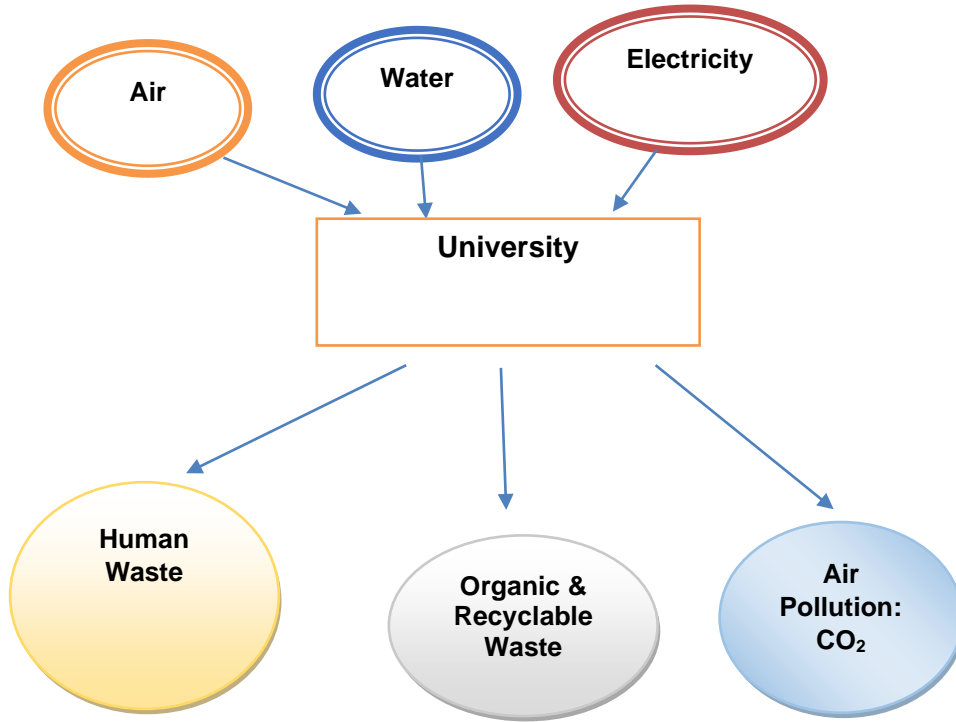 Air
Water
Electricity
University
Human
Waste
Organic &
Recyclable
Waste
Air
Pollution:
CO₂